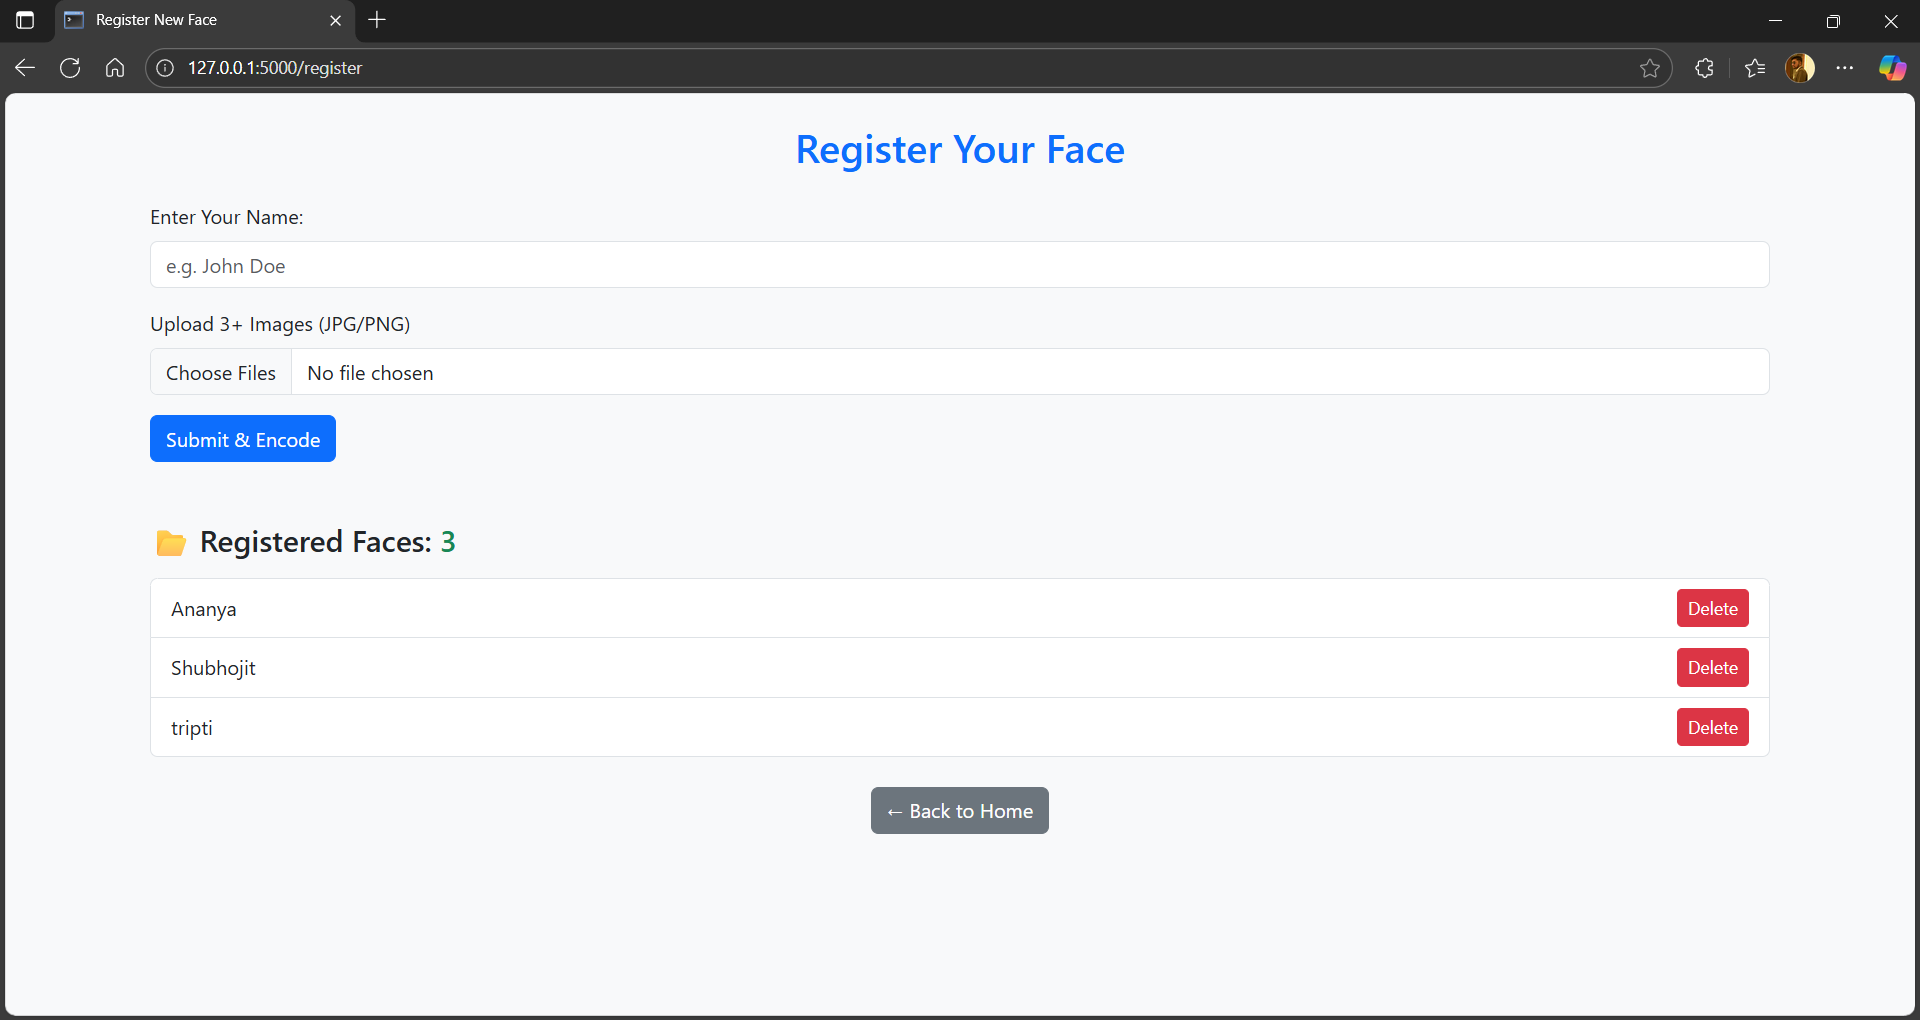 Register New Face
127.0.0.1:5000/register
Register Your Face
Enter Your Name:
e.g. John Doe
Upload 3+ Images (JPG/PNG)
Choose Files No file chosen
Submit & Encode
Registered Faces: 3
Ananya Delete
Shubhojit Delete
tripti Delete
← Back to Home